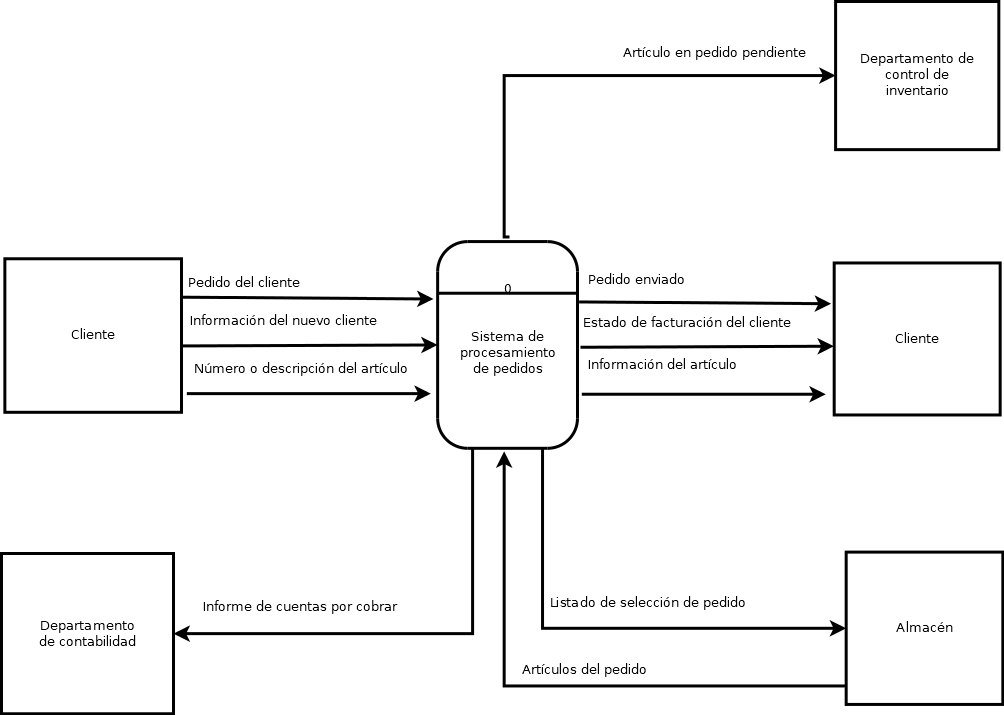 Artículo en pedido pendiente
Departamento de
control de
inventario
Pedido del cliente
Información del nuevo cliente
Número o descripción del artículo
Cliente
0
Sistema de
procesamiento
de pedidos
Pedido enviado
Estado de facturación del cliente
Información del artículo
Cliente
Departamento
de contabilidad
Informe de cuentas por cobrar
Listado de selección de pedido
Artículos del pedido
Almacén